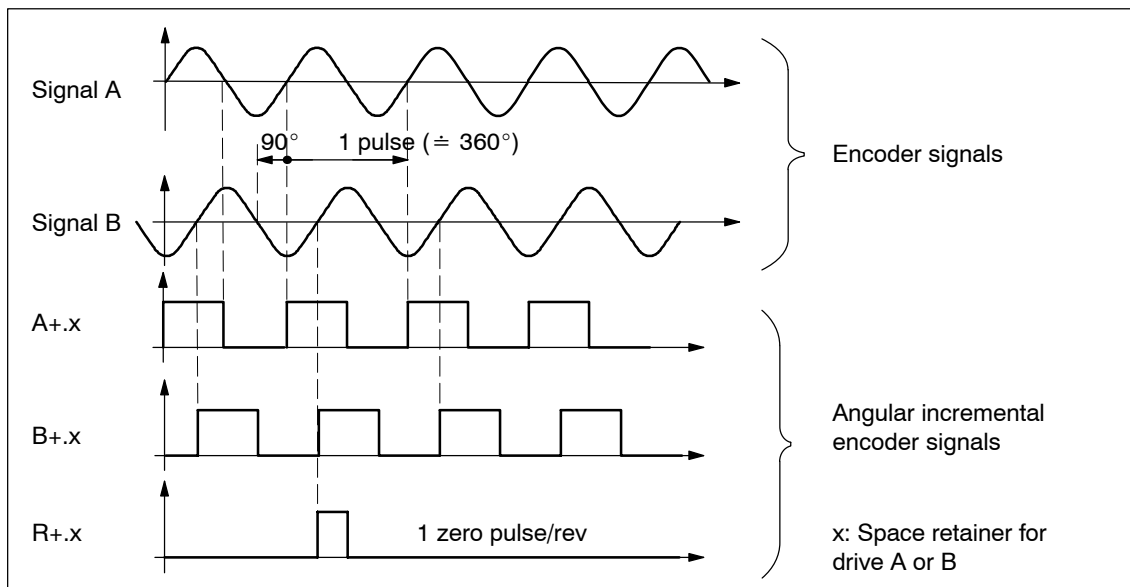 Signal A
90°
1 pulse (≐ 360°)
Encoder signals
Signal B
A+.x
B+.x
Angular incremental
encoder signals
R+.x
1 zero pulse/rev
x: Space retainer for
drive A or B